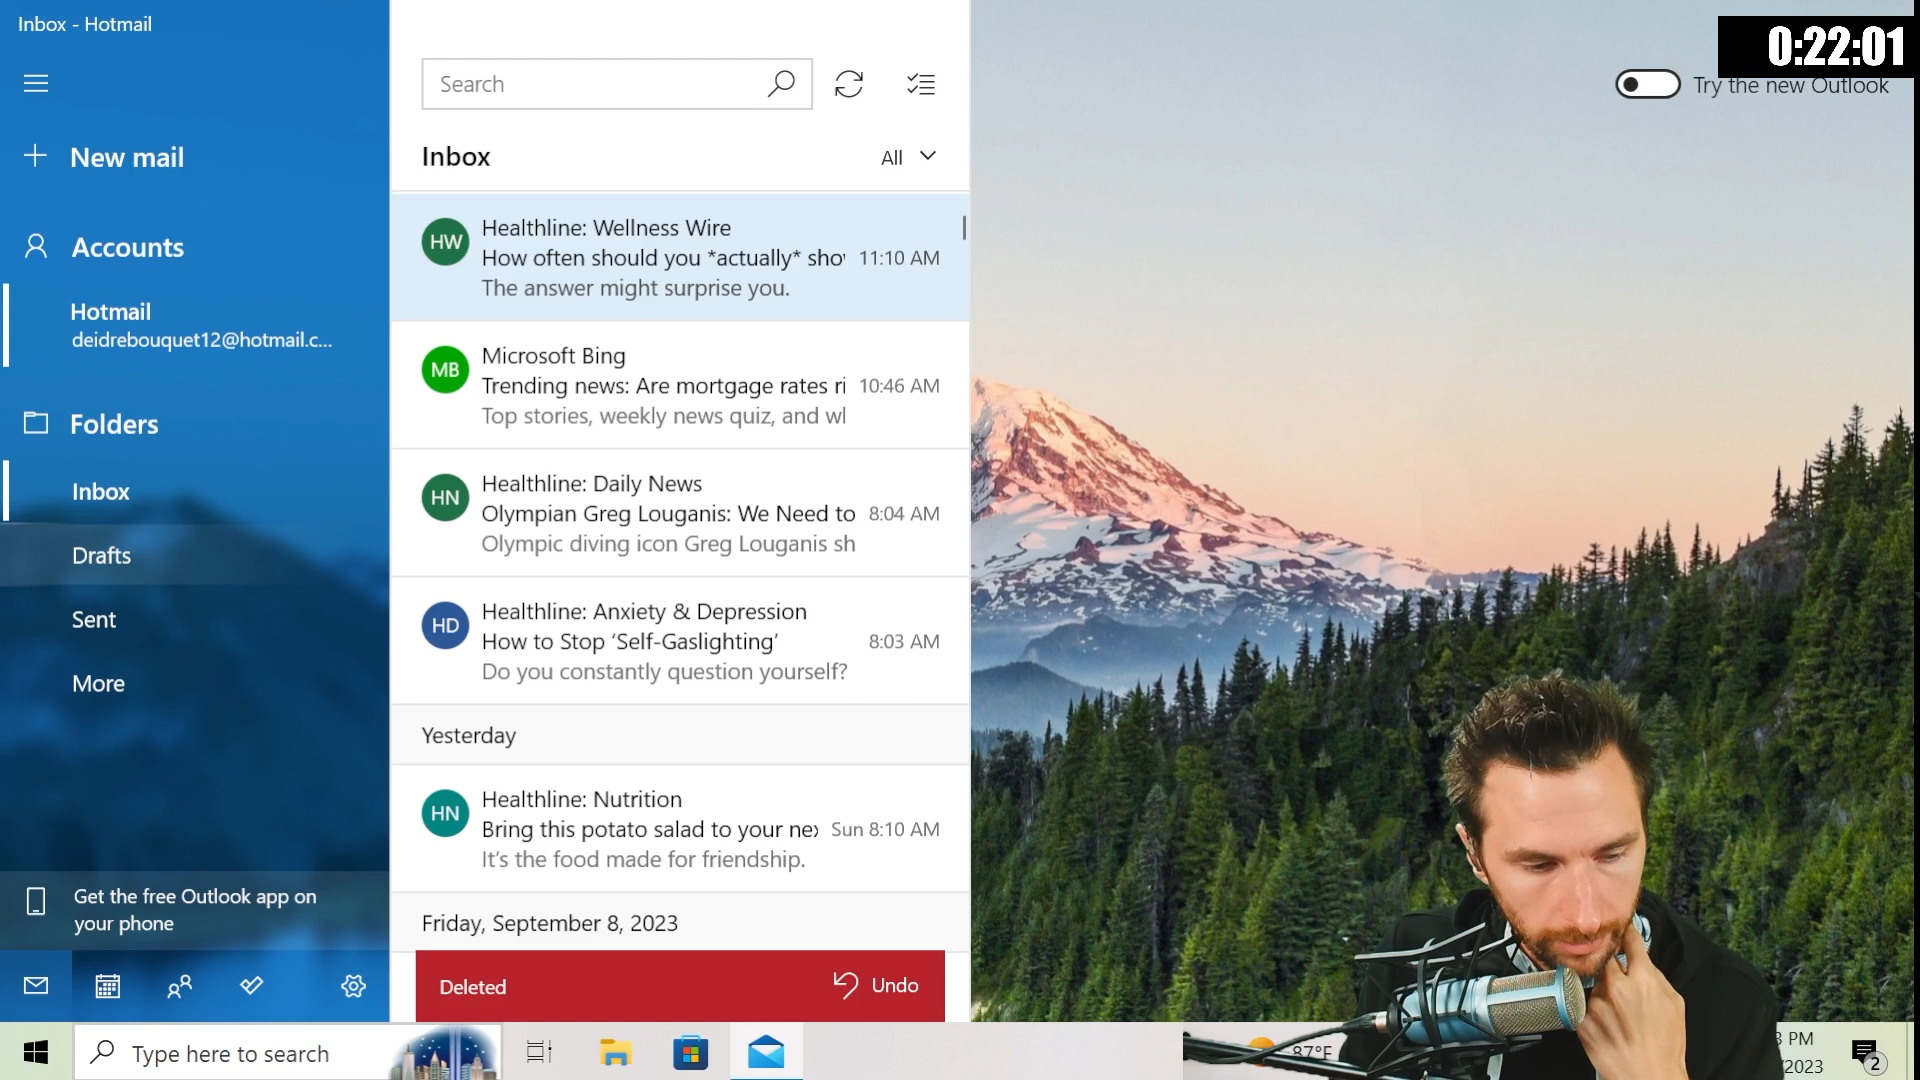 Inbox - Hotmail
0:22:01
Try the new Outlook
Search
New mail
Inbox
All
Accounts
Hotmail
deidrebouquet12@hotmail.c...
Folders
Inbox
Drafts
Sent
More
Get the free Outlook app on
your phone
HW
Healthline: Wellness Wire
How often should you *actually* sho
11:10 AM
The answer might surprise you.
MB
Microsoft Bing
Trending news: Are mortgage rates ri
10:46 AM
Top stories, weekly news quiz, and wl
HN
Healthline: Daily News
Olympian Greg Louganis: We Need to
8:04 AM
Olympic diving icon Greg Louganis sh
HD
Healthline: Anxiety & Depression
How to Stop ‘Self-Gaslighting’
8:03 AM
Do you constantly question yourself?
Yesterday
HN
Healthline: Nutrition
Bring this potato salad to your ne
Sun 8:10 AM
It's the food made for friendship.
Friday, September 8, 2023
Deleted
Undo
Type here to search
87°F
PM
/2023
2